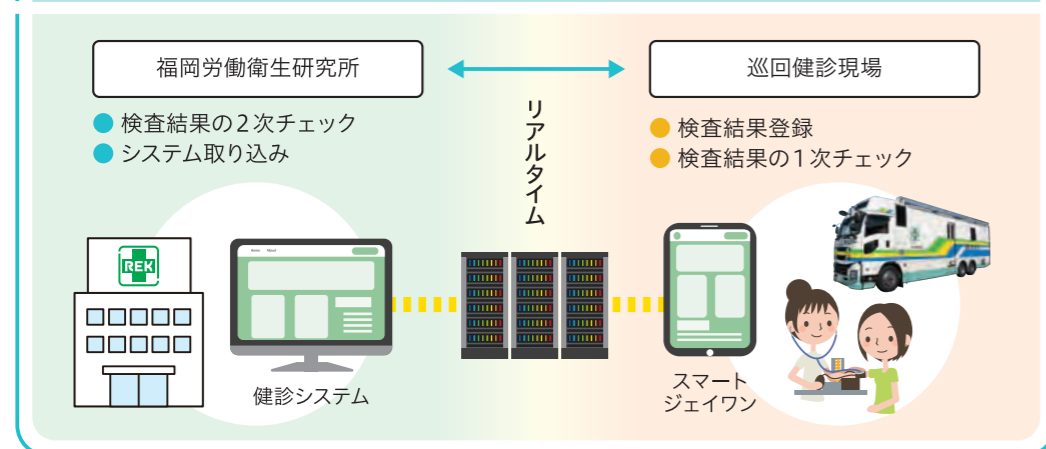 福岡労働衛生研究所
巡回健診現場
リアルタイム
● 検査結果の2次チェック
● システム取り込み
● 検査結果登録
● 検査結果の1次チェック
REK
Home About
健診システム
スマート
ジェイワン